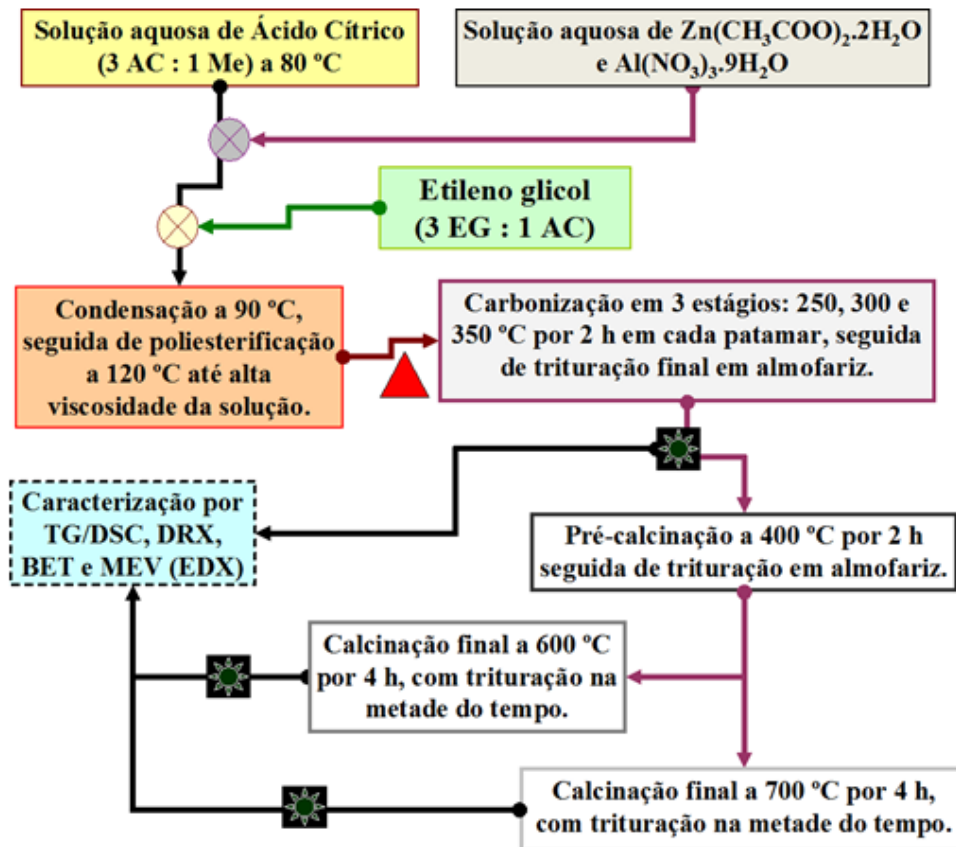 Solução aquosa de Ácido Cítrico
(3 AC : 1 Me) a 80 ºC
Solução aquosa de Zn(CH₃COO)₂.2H₂O
e Al(NO₃)₃.9H₂O
Etileno glicol
(3 EG : 1 AC)
Condensação a 90 ºC,
seguida de poliesterificação
a 120 ºC até alta
viscosidade da solução.
Carbonização em 3 estágios: 250, 300 e
350 ºC por 2 h em cada patamar, seguida
de trituração final em almofariz.
Caracterização por
TG/DSC, DRX,
BET e MEV (EDX)
Pré-calcinação a 400 ºC por 2 h
seguida de trituração em almofariz.
Calcinação final a 600 ºC
por 4 h, com trituração na
metade do tempo.
Calcinação final a 700 ºC por 4 h,
com trituração na metade do tempo.